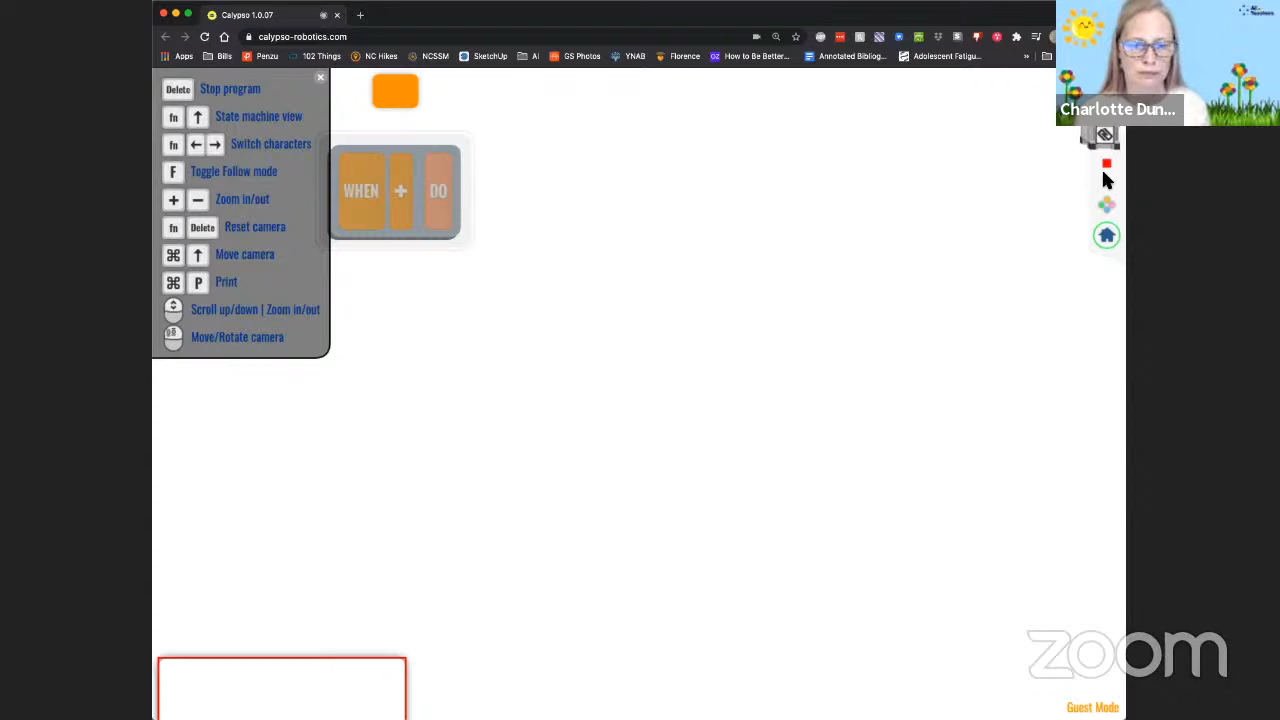 Calypso 1.0.07
calypso-robotics.com
Apps Bills Penzu 102 Things NC Hikes NCSSM SketchUp AI GS Photos YNAB Florence How to Be Better... Annotated Bibliog... Adolescent Fatigu... »
Delete Stop program
fn ↑ State machine view
fn ← → Switch characters
F Toggle Follow mode
+ − Zoom in/out
fn Delete Reset camera
⌘ ↑ Move camera
⌘ P Print
Scroll up/down | Zoom in/out
Move/Rotate camera
WHEN + DO
Charlotte Dun...
zoom
Guest Mode